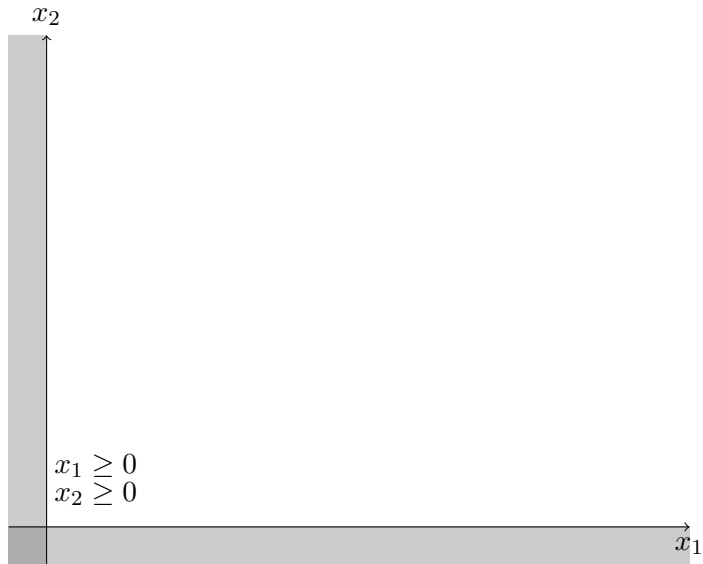 x₂
x₁ ≥ 0
x₂ ≥ 0
x₁